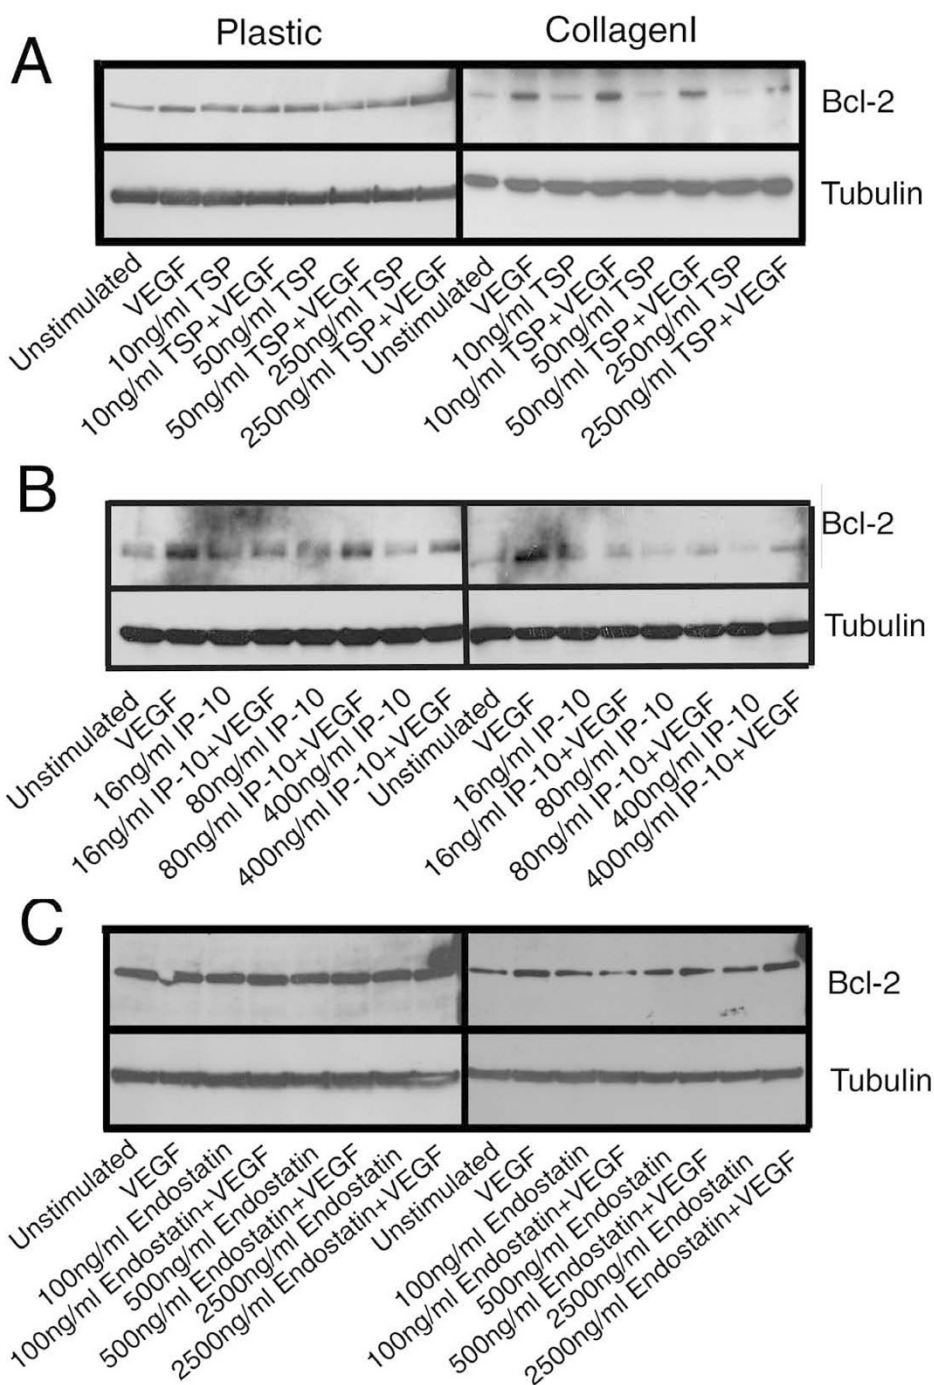 Plastic
CollagenI
A
Bcl-2
Tubulin
Unstimulated
VEGF
10ng/ml TSP
10ng/ml TSP+VEGF
50ng/ml TSP
50ng/ml TSP+VEGF
250ng/ml TSP
250ng/ml TSP+VEGF
Unstimulated
VEGF
10ng/ml TSP
10ng/ml TSP+VEGF
50ng/ml TSP
50ng/ml TSP+VEGF
250ng/ml TSP
250ng/ml TSP+VEGF
B
Bcl-2
Tubulin
Unstimulated
VEGF
16ng/ml IP-10
16ng/ml IP-10+VEGF
80ng/ml IP-10
80ng/ml IP-10+VEGF
400ng/ml IP-10
400ng/ml IP-10+VEGF
Unstimulated
VEGF
16ng/ml IP-10
16ng/ml IP-10+VEGF
80ng/ml IP-10
80ng/ml IP-10+VEGF
400ng/ml IP-10
400ng/ml IP-10+VEGF
C
Bcl-2
Tubulin
Unstimulated
VEGF
100ng/ml Endostatin
100ng/ml Endostatin+VEGF
500ng/ml Endostatin
500ng/ml Endostatin+VEGF
2500ng/ml Endostatin
2500ng/ml Endostatin+VEGF
Unstimulated
VEGF
100ng/ml Endostatin
100ng/ml Endostatin+VEGF
500ng/ml Endostatin
500ng/ml Endostatin+VEGF
2500ng/ml Endostatin
2500ng/ml Endostatin+VEGF